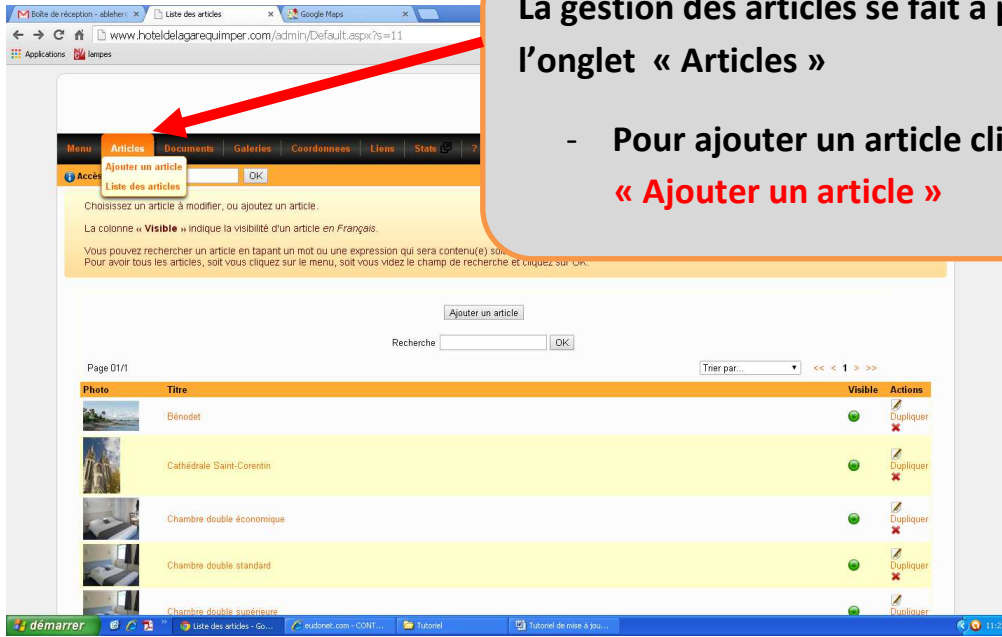 Boîte de réception - ableher
Liste des articles
Google Maps
www.hoteldelagarequimper.com/admin/Default.aspx?s=11
Applications
lampes
La gestion des articles se fait à p
l'onglet « Articles »
- Pour ajouter un article cli
« Ajouter un article »
Menu Articles Documents Galeries Coordonnees Liens Stats ?
Ajouter un article
Liste des articles
Accès OK
Choisissez un article à modifier, ou ajoutez un article.
La colonne « Visible » indique la visibilité d'un article en Français.
Vous pouvez rechercher un article en tapant un mot ou une expression qui sera contenu(e)
Pour avoir tous les articles, soit vous cliquez sur le menu, soit vous videz le champ de recherche et cliquez sur OK.
Ajouter un article
Recherche OK
Page 01/1 Trier par... << < 1 > >>
Photo Titre Visible Actions
Bénodet Dupliquer
Cathédrale Saint-Corentin Dupliquer
Chambre double économique Dupliquer
Chambre double standard Dupliquer
Chambre double supérieure Dupliquer
démarrer Liste des articles - Go... eudonet.com - CONT... Tutoriel Tutoriel de mise à jou... 11:2